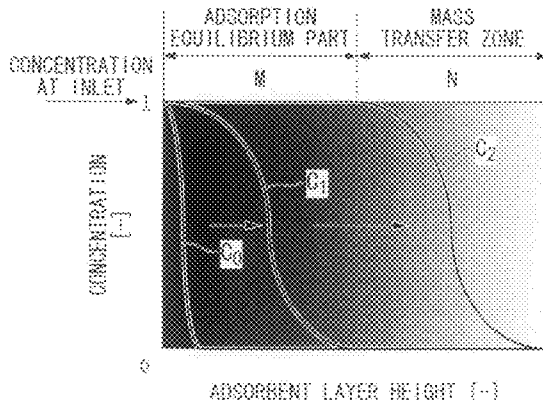 ADSORPTION
EQUILIBRIUM PART
MASS
TRANSFER ZONE
M
N
CONCENTRATION
AT INLET
1
C2
C1
CONCENTRATION
[-]
C0
0
ADSORBENT LAYER HEIGHT [-]